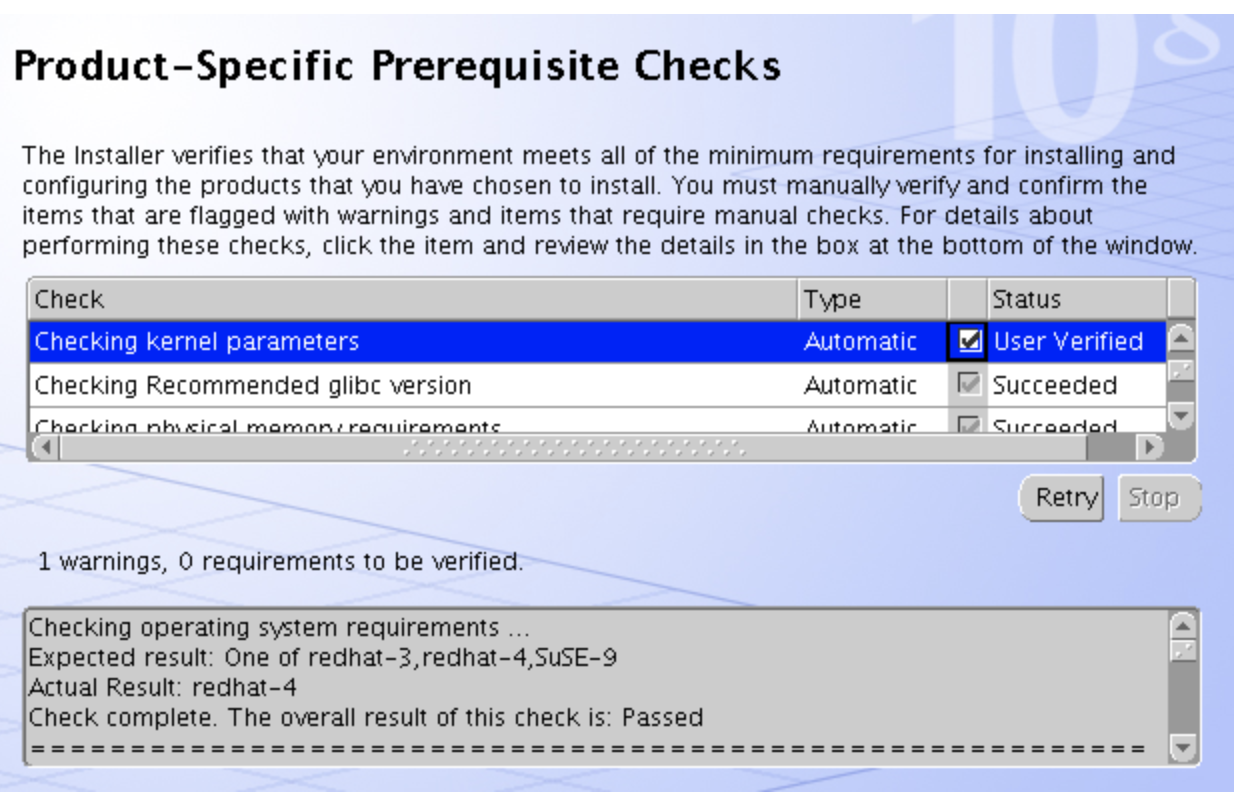 10g
Product-Specific Prerequisite Checks
The Installer verifies that your environment meets all of the minimum requirements for installing and
configuring the products that you have chosen to install. You must manually verify and confirm the
items that are flagged with warnings and items that require manual checks. For details about
performing these checks, click the item and review the details in the box at the bottom of the window.
Check Type Status
Checking kernel parameters Automatic User Verified
Checking Recommended glibc version Automatic Succeeded
Checking physical memory requirements Automatic Succeeded
Retry Stop
1 warnings, 0 requirements to be verified.
Checking operating system requirements ...
Expected result: One of redhat-3,redhat-4,SuSE-9
Actual Result: redhat-4
Check complete. The overall result of this check is: Passed
========================================================